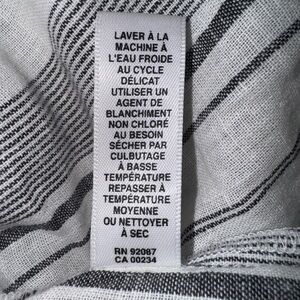 LAVER À LA
MACHINE À
L'EAU FROIDE
AU CYCLE
DÉLICAT
UTILISER UN
AGENT DE
BLANCHIMENT
NON CHLORÉ
AU BESOIN
SÉCHER PAR
CULBUTAGE
À BASSE
TEMPÉRATURE
REPASSER À
TEMPÉRATURE
MOYENNE
OU NETTOYER
À SEC
RN 92087
CA 00234